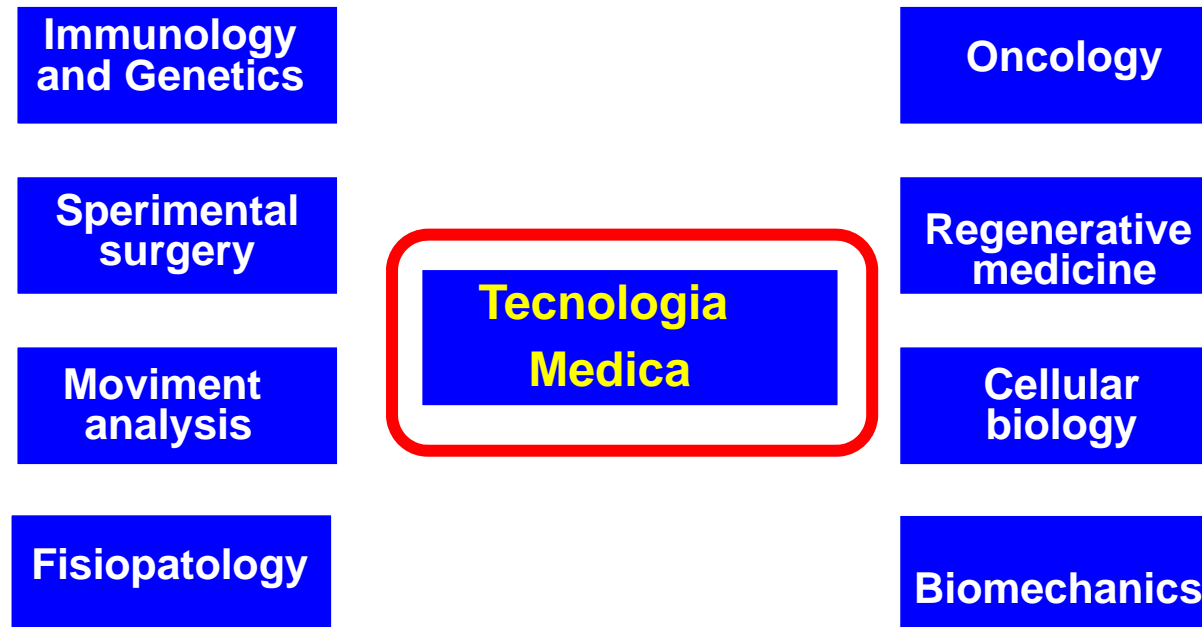 Immunology
and Genetics
Oncology
Sperimental
surgery
Regenerative
medicine
Tecnologia
Medica
Moviment
analysis
Cellular
biology
Fisiopatology
Biomechanics